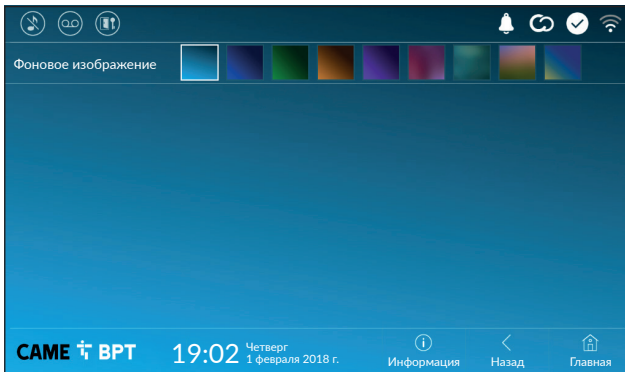 Фоновое изображение
CAME BPT
19:02
Четверг
1 февраля 2018 г.
Информация
Назад
Главная